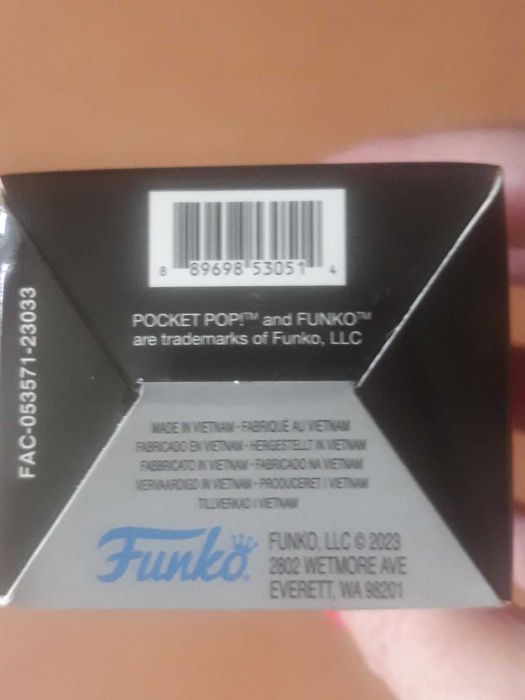 8 89698 53051 4
POCKET POP!™ and FUNKO™
are trademarks of Funko, LLC
FAC-053571-23033
MADE IN VIETNAM · FABRIQUÉ AU VIETNAM
FABRICADO EN VIETNAM · HERGESTELLT IN VIETNAM
FABBRICATO IN VIETNAM · FABRICADO NA VIETNAM
VERVAARDIGD IN VIETNAM · PRODUCERET I VIETNAM
TILLVERKAD I VIETNAM
Funko®
FUNKO, LLC © 2023
2802 WETMORE AVE
EVERETT, WA 98201